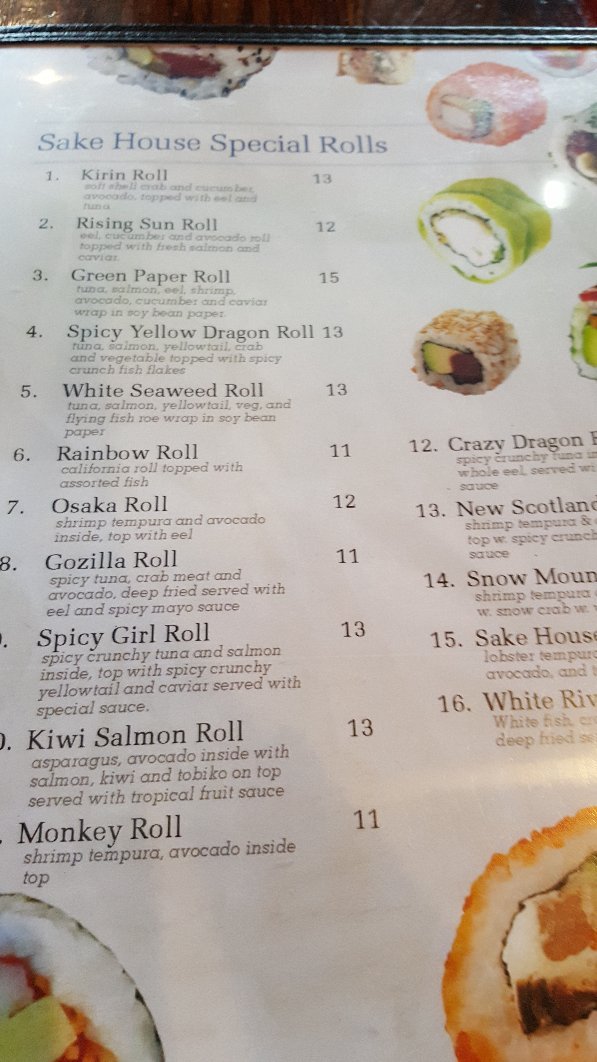 Sake House Special Rolls
1. Kirin Roll 13
soft shell crab and cucumber,
avocado, topped with eel and
tuna
2. Rising Sun Roll 12
eel, cucumber and avocado roll
topped with fresh salmon and
caviar.
3. Green Paper Roll 15
tuna, salmon, eel, shrimp,
avocado, cucumber and caviar
wrap in soy bean paper.
4. Spicy Yellow Dragon Roll 13
tuna, salmon, yellowtail, crab
and vegetable topped with spicy
crunch fish flakes
5. White Seaweed Roll 13
tuna, salmon, yellowtail, veg, and
flying fish roe wrap in soy bean
paper
6. Rainbow Roll 11
california roll topped with
assorted fish
7. Osaka Roll 12
shrimp tempura and avocado
inside, top with eel
8. Gozilla Roll 11
spicy tuna, crab meat and
avocado, deep fried served with
eel and spicy mayo sauce
. Spicy Girl Roll 13
spicy crunchy tuna and salmon
inside, top with spicy crunchy
yellowtail and caviar served with
special sauce.
0. Kiwi Salmon Roll 13
asparagus, avocado inside with
salmon, kiwi and tobiko on top
served with tropical fruit sauce
. Monkey Roll 11
shrimp tempura, avocado inside
top
12. Crazy Dragon
spicy crunchy tuna
whole eel, served
sauce
13. New Scotland
shrimp tempura &
top w. spicy
sauce
14. Snow
shrimp tempura
w. snow crab w.
15. Sake House
lobster
avocado, and
16. White
White fish,
deep fried